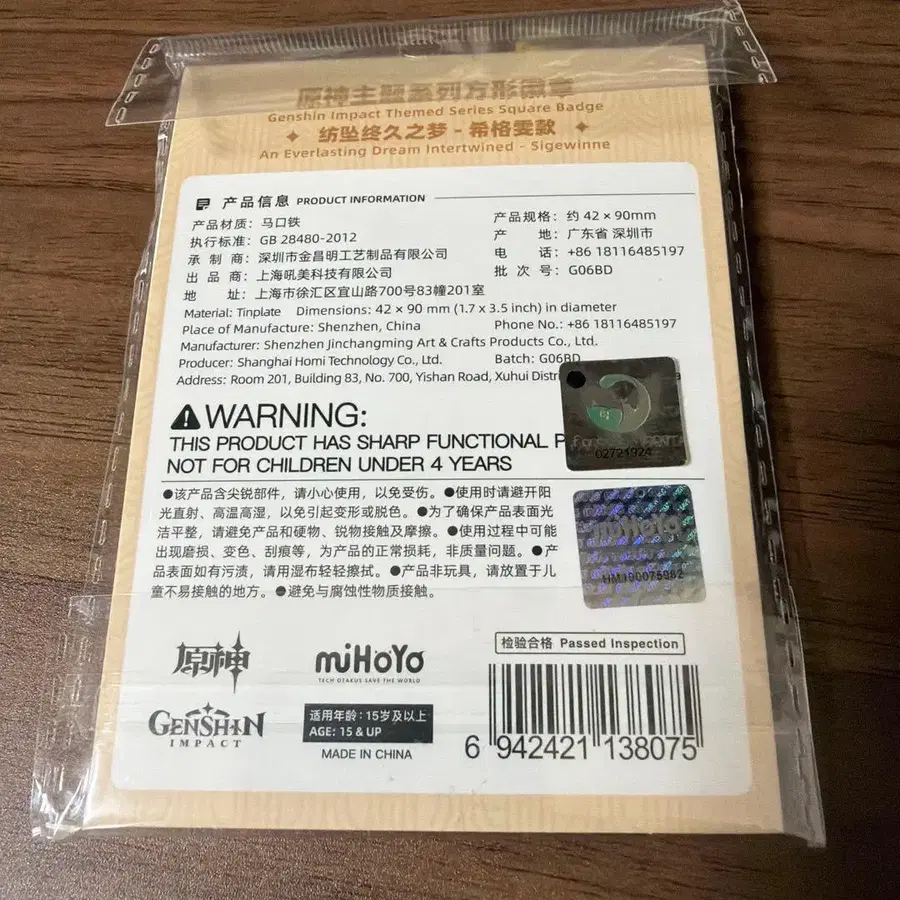 原神主题系列方形徽章
Genshin Impact Themed Series Square Badge
纺坠终久之梦 - 希格雯款
An Everlasting Dream Intertwined - Sigewinne
产品信息 PRODUCT INFORMATION
产品材质：马口铁 产品规格：约 42 × 90mm
执行标准：GB 28480-2012 产 地：广东省 深圳市
承 制 商：深圳市金昌明工艺制品有限公司 电 话：+86 18116485197
出 品 商：上海吼美科技有限公司 批 次 号：G06BD
地 址：上海市徐汇区宜山路700号83幢201室
Material: Tinplate Dimensions: 42 × 90 mm (1.7 x 3.5 inch) in diameter
Place of Manufacture: Shenzhen, China Phone No.: +86 18116485197
Manufacturer: Shenzhen Jinchangming Art & Crafts Products Co., Ltd.
Producer: Shanghai Homi Technology Co., Ltd. Batch: G06BD
Address: Room 201, Building 83, No. 700, Yishan Road, Xuhui
WARNING:
THIS PRODUCT HAS SHARP FUNCTIONAL
NOT FOR CHILDREN UNDER 4 YEARS
02721924
●该产品含尖锐部件，请小心使用，以免受伤。●使用时请避开阳
光直射、高温高湿，以免引起变形或脱色。●为了确保产品表面光
洁平整，请避免产品和硬物、锐物接触及摩擦。●使用过程中可能
出现磨损、变色、刮痕等，为产品的正常损耗，非质量问题。●产
品表面如有污渍，请用湿布轻轻擦拭。●产品非玩具，请放置于儿
童不易接触的地方。●避免与腐蚀性物质接触。
miHoYo
检验合格 Passed Inspection
原神
GENSHIN
IMPACT
miHoYo
TECH OTAKUS SAVE THE WORLD
适用年龄：15岁及以上
AGE: 15 & UP
MADE IN CHINA
6 942421 138075